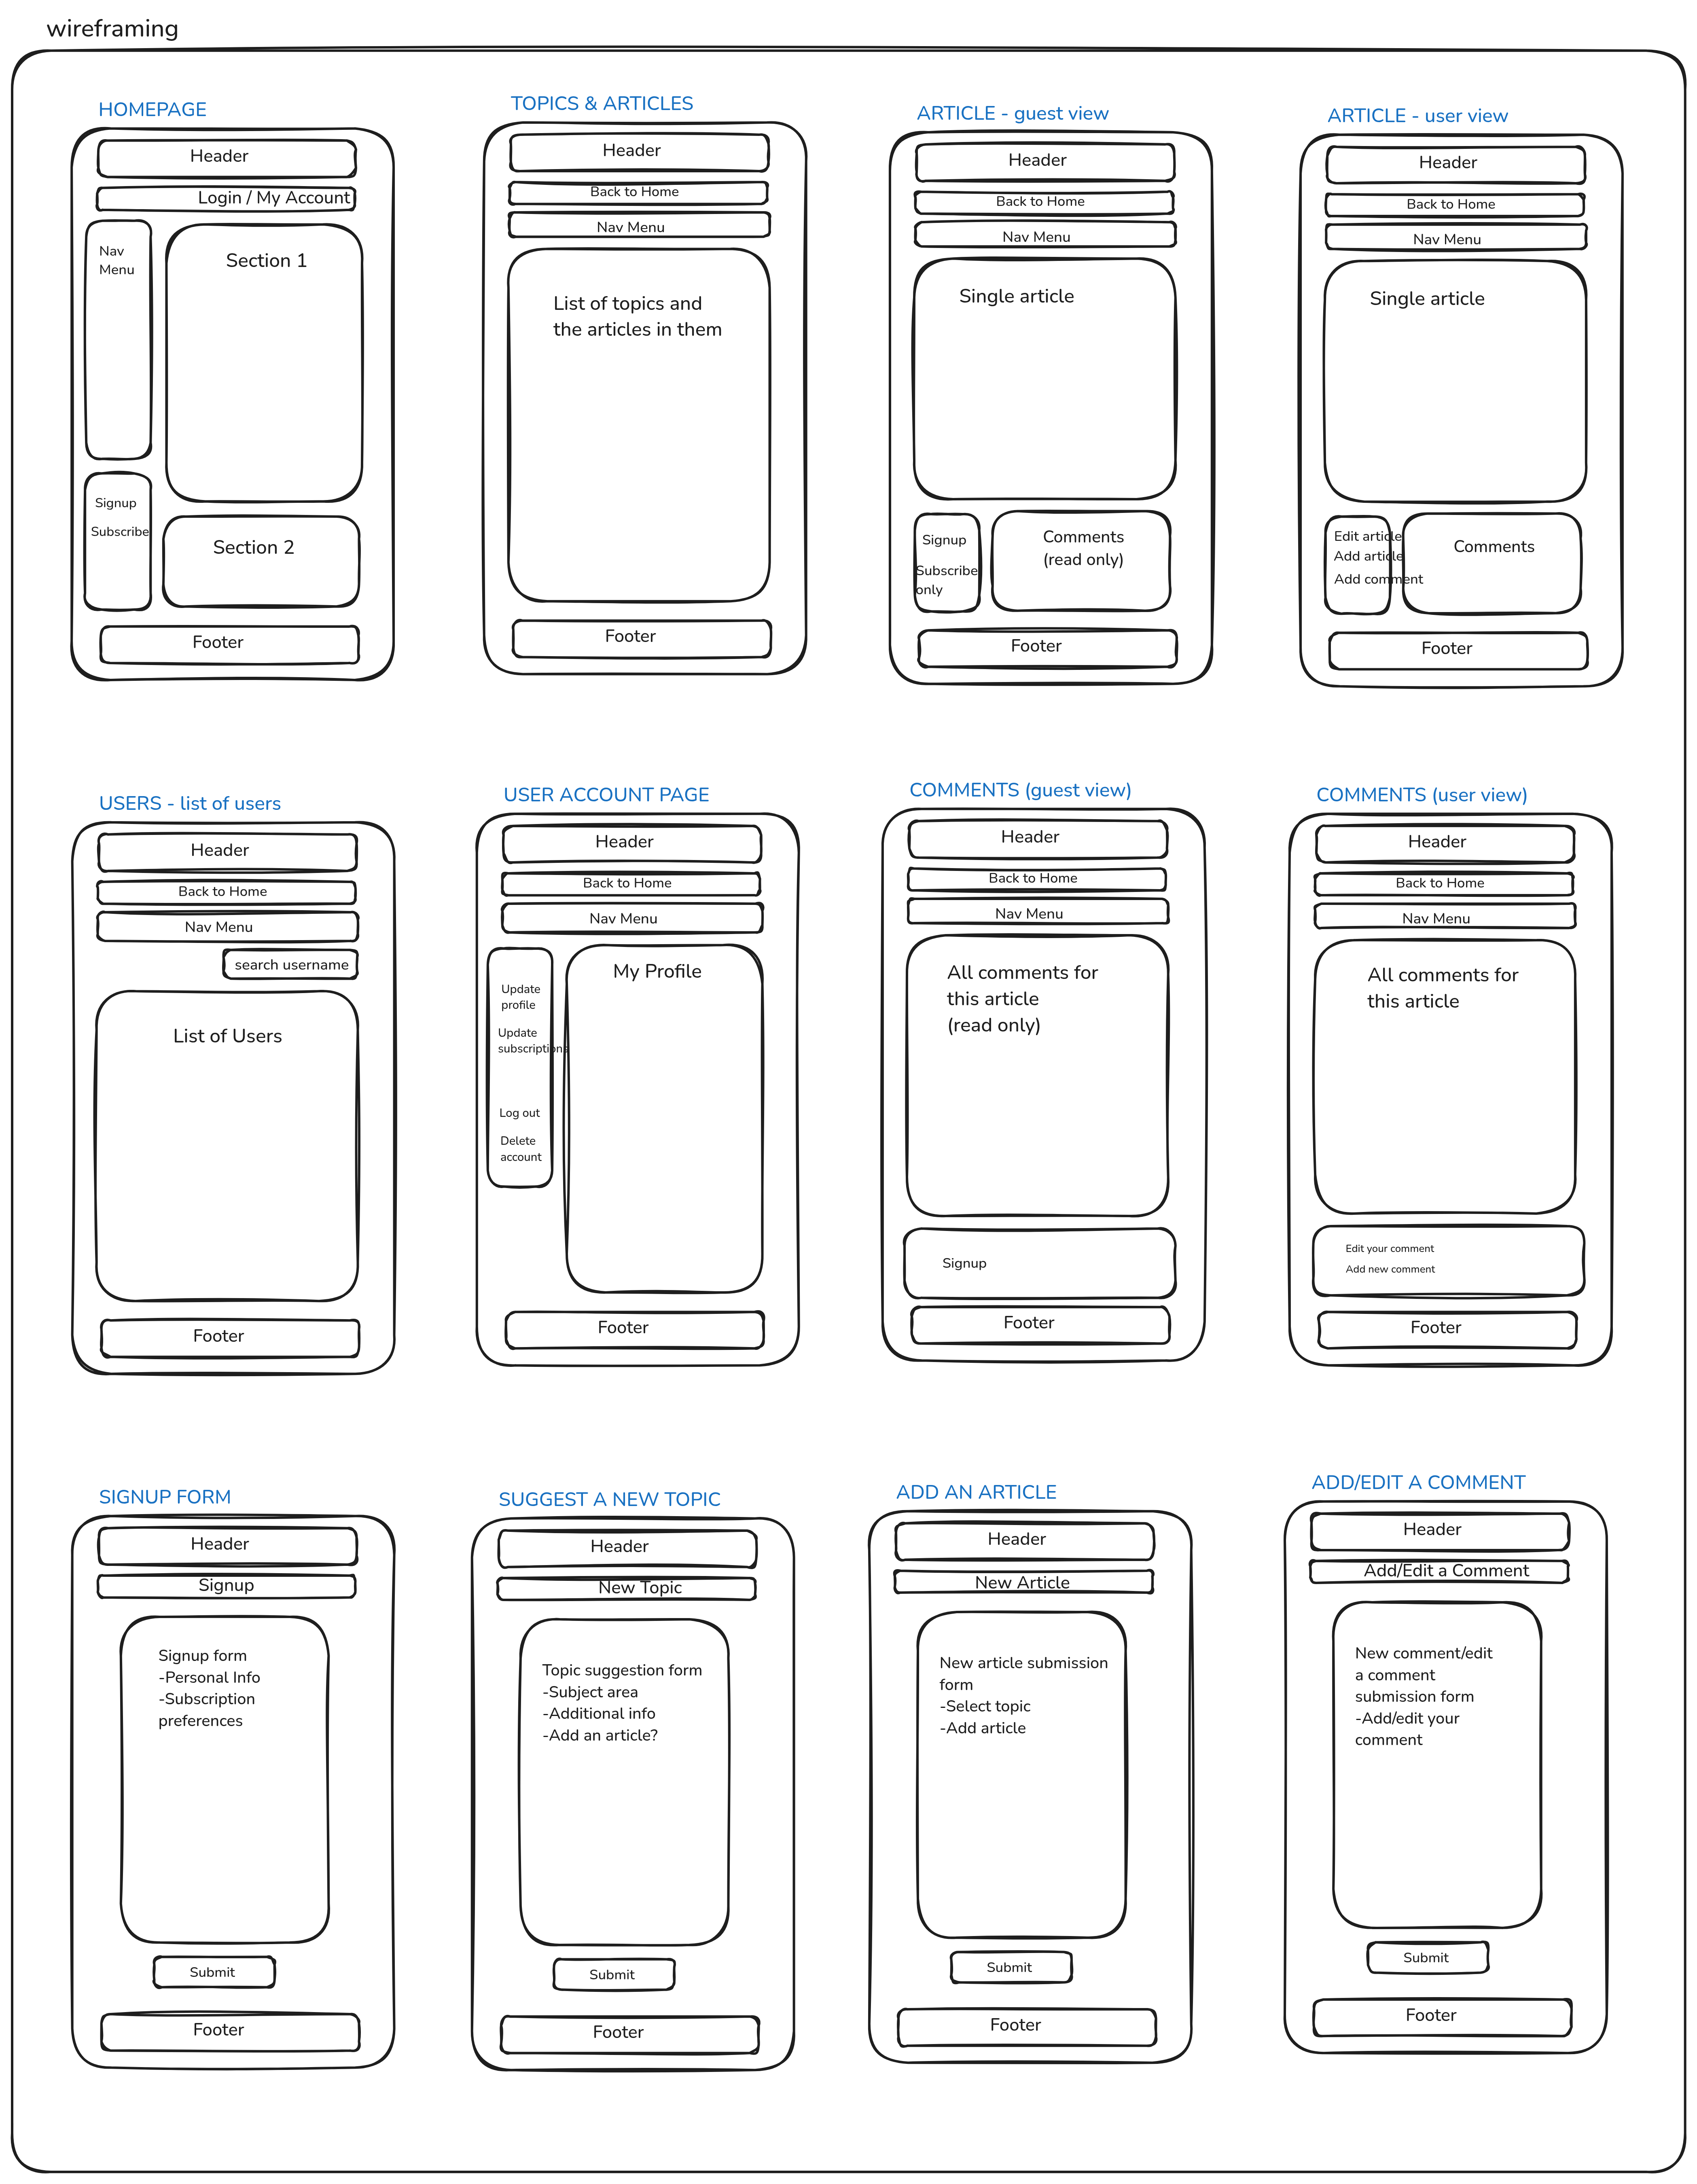 wireframing
HOMEPAGE
Header
Login / My Account
Nav
Menu
Section 1
Signup
Subscribe
Section 2
Footer
TOPICS & ARTICLES
Header
Back to Home
Nav Menu
List of topics and
the articles in them
Footer
ARTICLE - guest view
Header
Back to Home
Nav Menu
Single article
Signup
Subscribe
only
Comments
(read only)
Footer
ARTICLE - user view
Header
Back to Home
Nav Menu
Single article
Edit article
Add article
Add comment
Comments
Footer
USERS - list of users
Header
Back to Home
Nav Menu
search username
List of Users
Footer
USER ACCOUNT PAGE
Header
Back to Home
Nav Menu
Update
profile
Update
subscriptions
Log out
Delete
account
My Profile
Footer
COMMENTS (guest view)
Header
Back to Home
Nav Menu
All comments for
this article
(read only)
Signup
Footer
COMMENTS (user view)
Header
Back to Home
Nav Menu
All comments for
this article
Edit your comment
Add new comment
Footer
SIGNUP FORM
Header
Signup
Signup form
-Personal Info
-Subscription
preferences
Submit
Footer
SUGGEST A NEW TOPIC
Header
New Topic
Topic suggestion form
-Subject area
-Additional info
-Add an article?
Submit
Footer
ADD AN ARTICLE
Header
New Article
New article submission
form
-Select topic
-Add article
Submit
Footer
ADD/EDIT A COMMENT
Header
Add/Edit a Comment
New comment/edit
a comment
submission form
-Add/edit your
comment
Submit
Footer